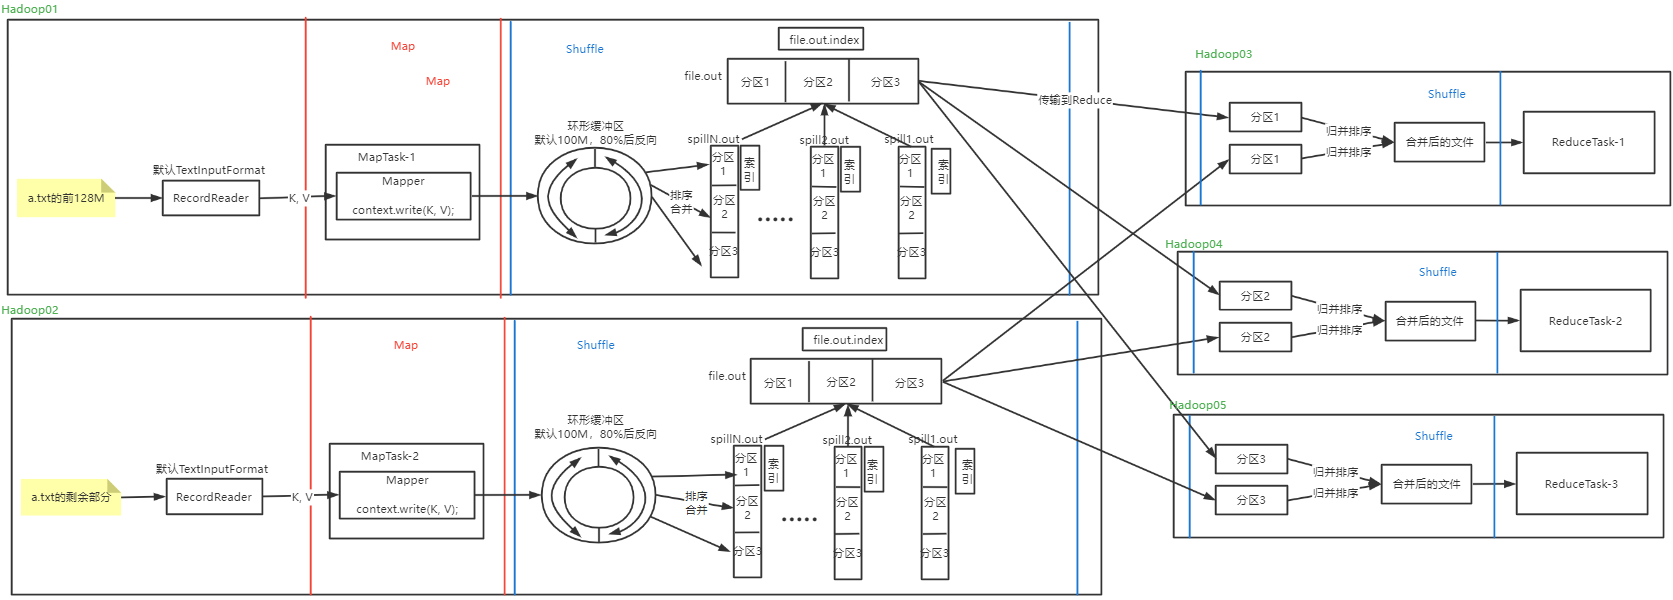 Hadoop01
Map
Map
Shuffle
file.out.index
file.out
分区1
分区2
分区3
传输到Reduce
环形缓冲区
默认100M，80%后反向
spillN.out
spill2.out
spill1.out
分区
1
索
引
分区
1
索
引
分区
1
索
引
默认TextInputFormat
a.txt的前128M
RecordReader
K, V
MapTask-1
Mapper
context.write(K, V);
排序
合并
分区
2
分区
2
分区
2
.....
分区3
分区3
分区3
Hadoop02
Map
Shuffle
file.out.index
file.out
分区1
分区2
分区3
环形缓冲区
默认100M，80%后反向
spillN.out
spill2.out
spill1.out
分区
1
索
引
分区
1
索
引
分区
1
索
引
默认TextInputFormat
a.txt的剩余部分
RecordReader
K, V
MapTask-2
Mapper
context.write(K, V);
排序
合并
分区
2
分区
2
分区
2
.....
分区3
分区3
分区3
Hadoop03
Shuffle
分区1
分区1
归并排序
归并排序
合并后的文件
ReduceTask-1
Hadoop04
Shuffle
分区2
分区2
归并排序
归并排序
合并后的文件
ReduceTask-2
Hadoop05
Shuffle
分区3
分区3
归并排序
归并排序
合并后的文件
ReduceTask-3